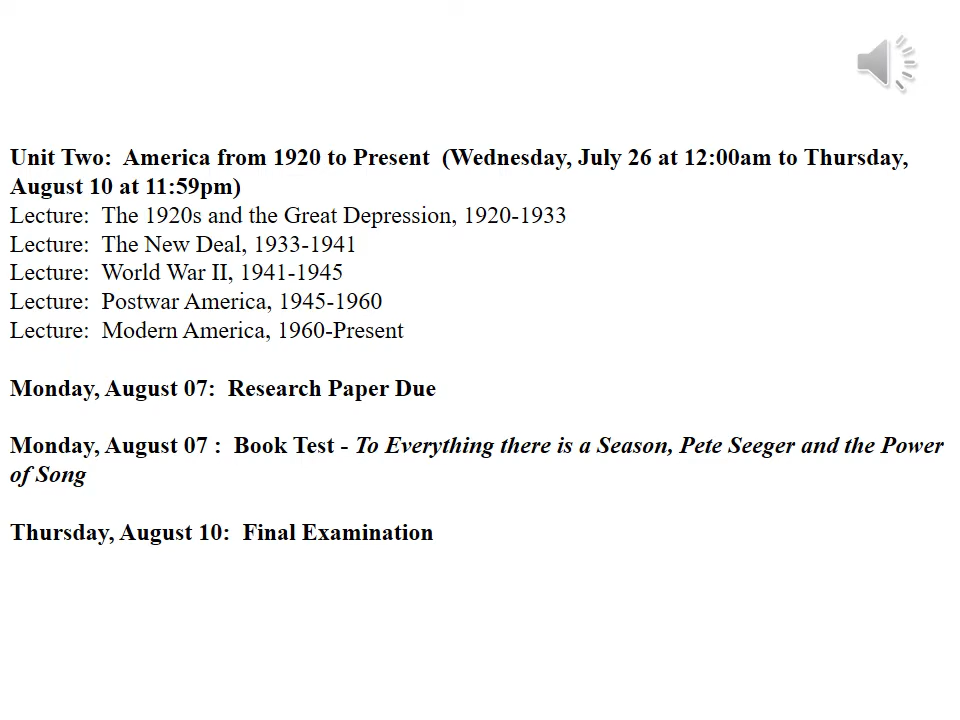 Unit Two:  America from 1920 to Present  (Wednesday, July 26 at 12:00am to Thursday,
August 10 at 11:59pm)
Lecture:  The 1920s and the Great Depression, 1920-1933
Lecture:  The New Deal, 1933-1941
Lecture:  World War II, 1941-1945
Lecture:  Postwar America, 1945-1960
Lecture:  Modern America, 1960-Present
Monday, August 07:  Research Paper Due
Monday, August 07 :  Book Test - To Everything there is a Season, Pete Seeger and the Power
of Song
Thursday, August 10:  Final Examination